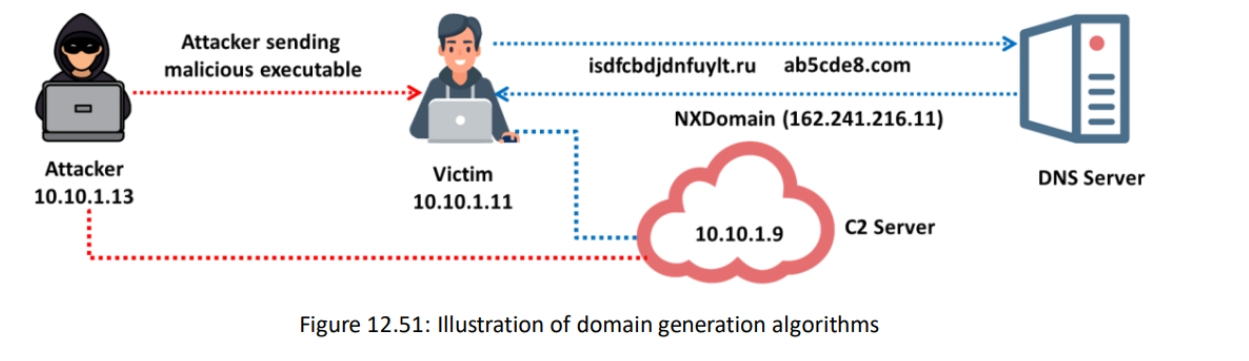 Attacker sending
malicious executable
isdfcbdjdnfuylt.ru ab5cde8.com
NXDomain (162.241.216.11)
Attacker
10.10.1.13
Victim
10.10.1.11
DNS Server
10.10.1.9
C2 Server
Figure 12.51: Illustration of domain generation algorithms